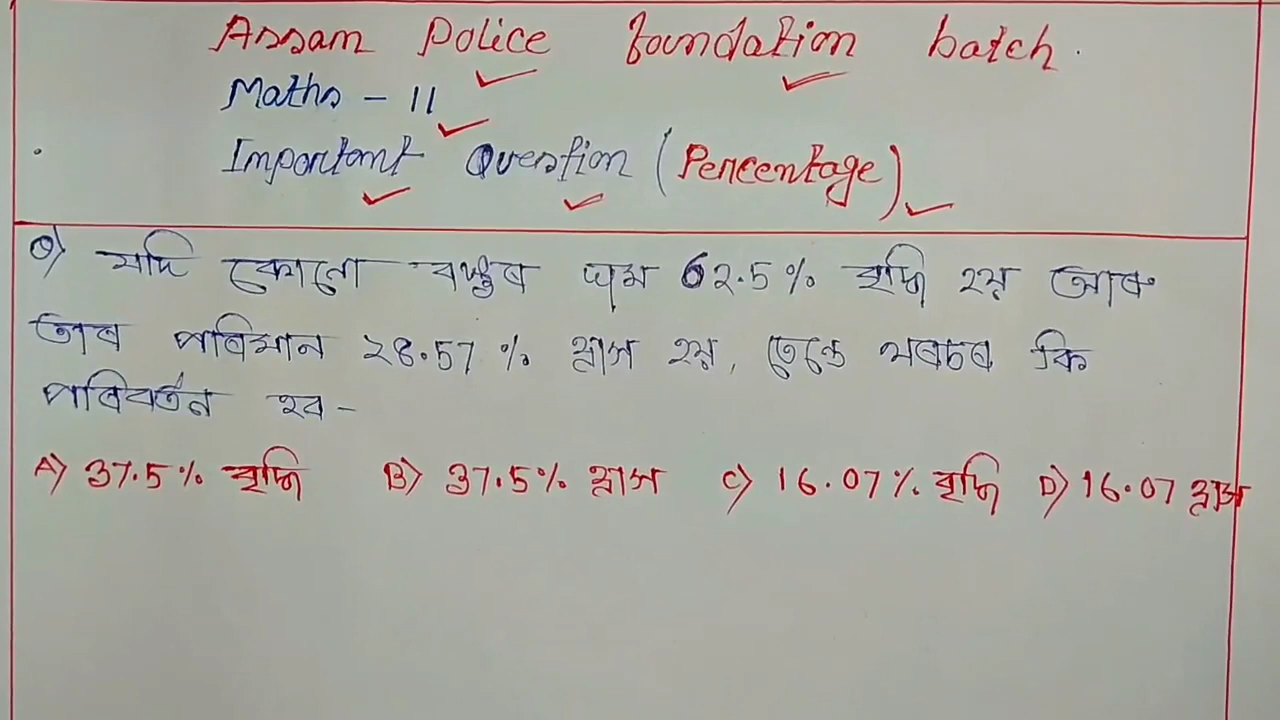 Assam Police foundation batch.
Maths - 11
Important Question (Percentage)
Q) যদি কোনো বস্তুৰ দাম 62.5% বৃদ্ধি হয় আৰু
তাৰ পৰিমান 28.57% হ্ৰাস হয়, তেন্তে খৰচৰ কি
পৰিবৰ্তন হব -
A) 37.5% বৃদ্ধি B) 37.5% হ্ৰাস C) 16.07% বৃদ্ধি D) 16.07 হ্ৰাস